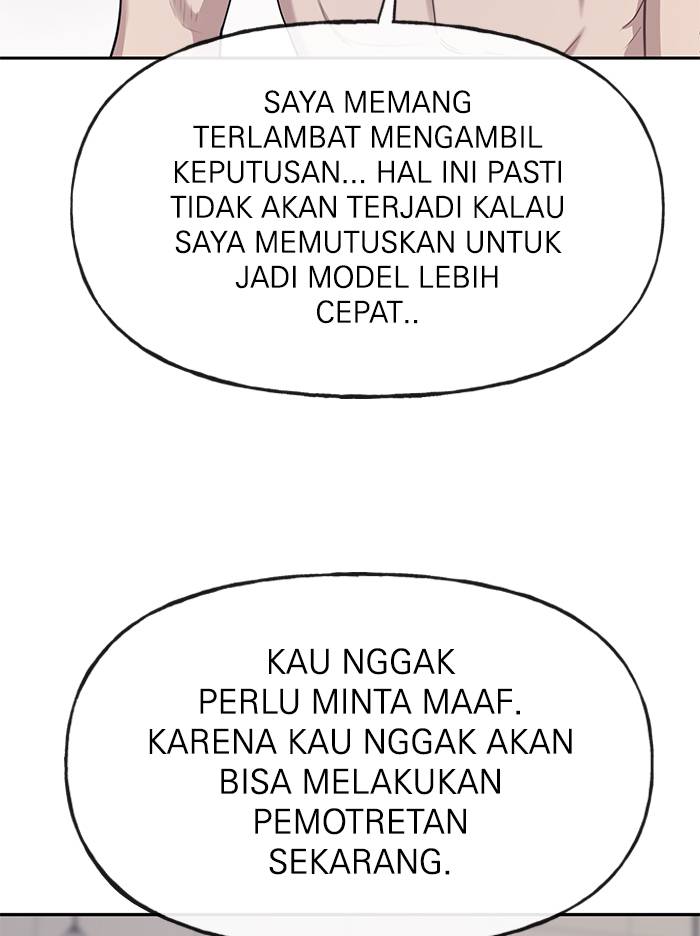 SAYA MEMANG
TERLAMBAT MENGAMBIL
KEPUTUSAN... HAL INI PASTI
TIDAK AKAN TERJADI KALAU
SAYA MEMUTUSKAN UNTUK
JADI MODEL LEBIH
CEPAT..
KAU NGGAK
PERLU MINTA MAAF.
KARENA KAU NGGAK AKAN
BISA MELAKUKAN
PEMOTRETAN
SEKARANG.